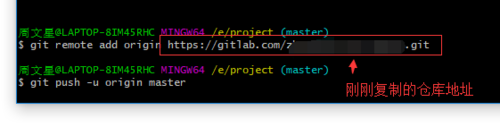 周文星@LAPTOP-8IM45RHC MINGW64 /e/project (master)
$ git remote add origin https://gitlab.com/z .git
周文星@LAPTOP-8IM45RHC MINGW64 /e/project (master)
$ git push -u origin master
刚刚复制的仓库地址